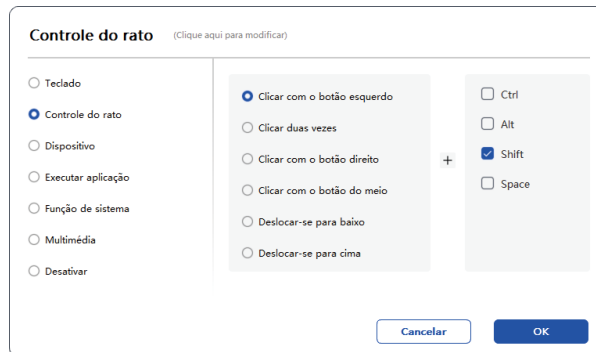 Controle do rato (Clique aqui para modificar)
Teclado
Controle do rato
Dispositivo
Executar aplicação
Função de sistema
Multimédia
Desativar
Clicar com o botão esquerdo
Clicar duas vezes
Clicar com o botão direito
Clicar com o botão do meio
Deslocar-se para baixo
Deslocar-se para cima
+
Ctrl
Alt
Shift
Space
Cancelar
OK